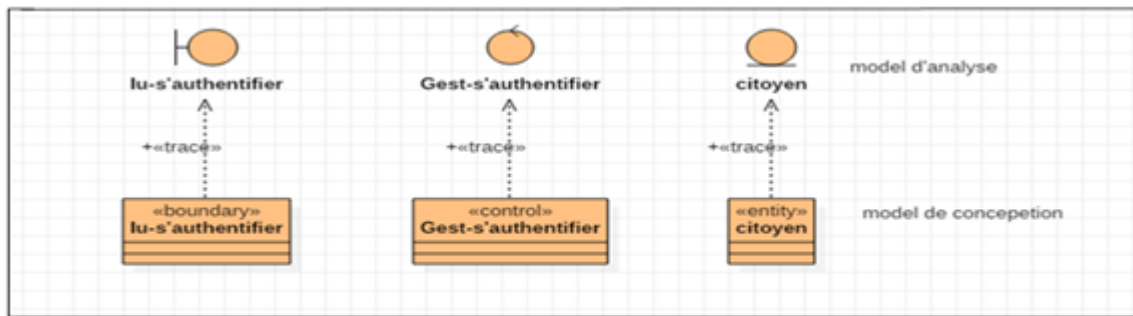 Iu-s'authentifier
Gest-s'authentifier
citoyen
model d'analyse
+«trace»
+«trace»
+«trace»
«boundary»
Iu-s'authentifier
«control»
Gest-s'authentifier
«entity»
citoyen
model de concepetion